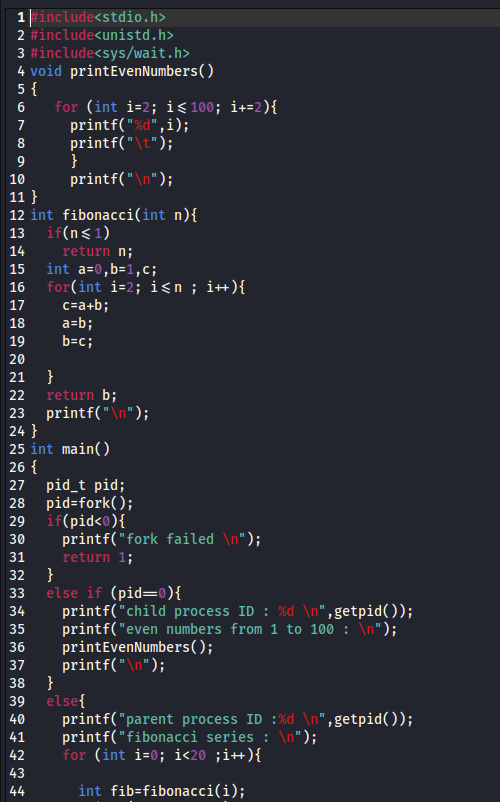 1 #include<stdio.h>
2 #include<unistd.h>
3 #include<sys/wait.h>
4 void printEvenNumbers()
5 {
6    for (int i=2; i<=100; i+=2){
7      printf("%d",i);
8      printf("\t");
9      }
10      printf("\n");
11 }
12 int fibonacci(int n){
13   if(n<=1)
14     return n;
15   int a=0,b=1,c;
16   for(int i=2; i<=n ; i++){
17     c=a+b;
18     a=b;
19     b=c;
20
21   }
22   return b;
23   printf("\n");
24 }
25 int main()
26 {
27   pid_t pid;
28   pid=fork();
29   if(pid<0){
30     printf("fork failed \n");
31     return 1;
32   }
33   else if (pid==0){
34     printf("child process ID : %d \n",getpid());
35     printf("even numbers from 1 to 100 : \n");
36     printEvenNumbers();
37     printf("\n");
38   }
39   else{
40     printf("parent process ID :%d \n",getpid());
41     printf("fibonacci series : \n");
42     for (int i=0; i<20 ;i++){
43
44       int fib=fibonacci(i);